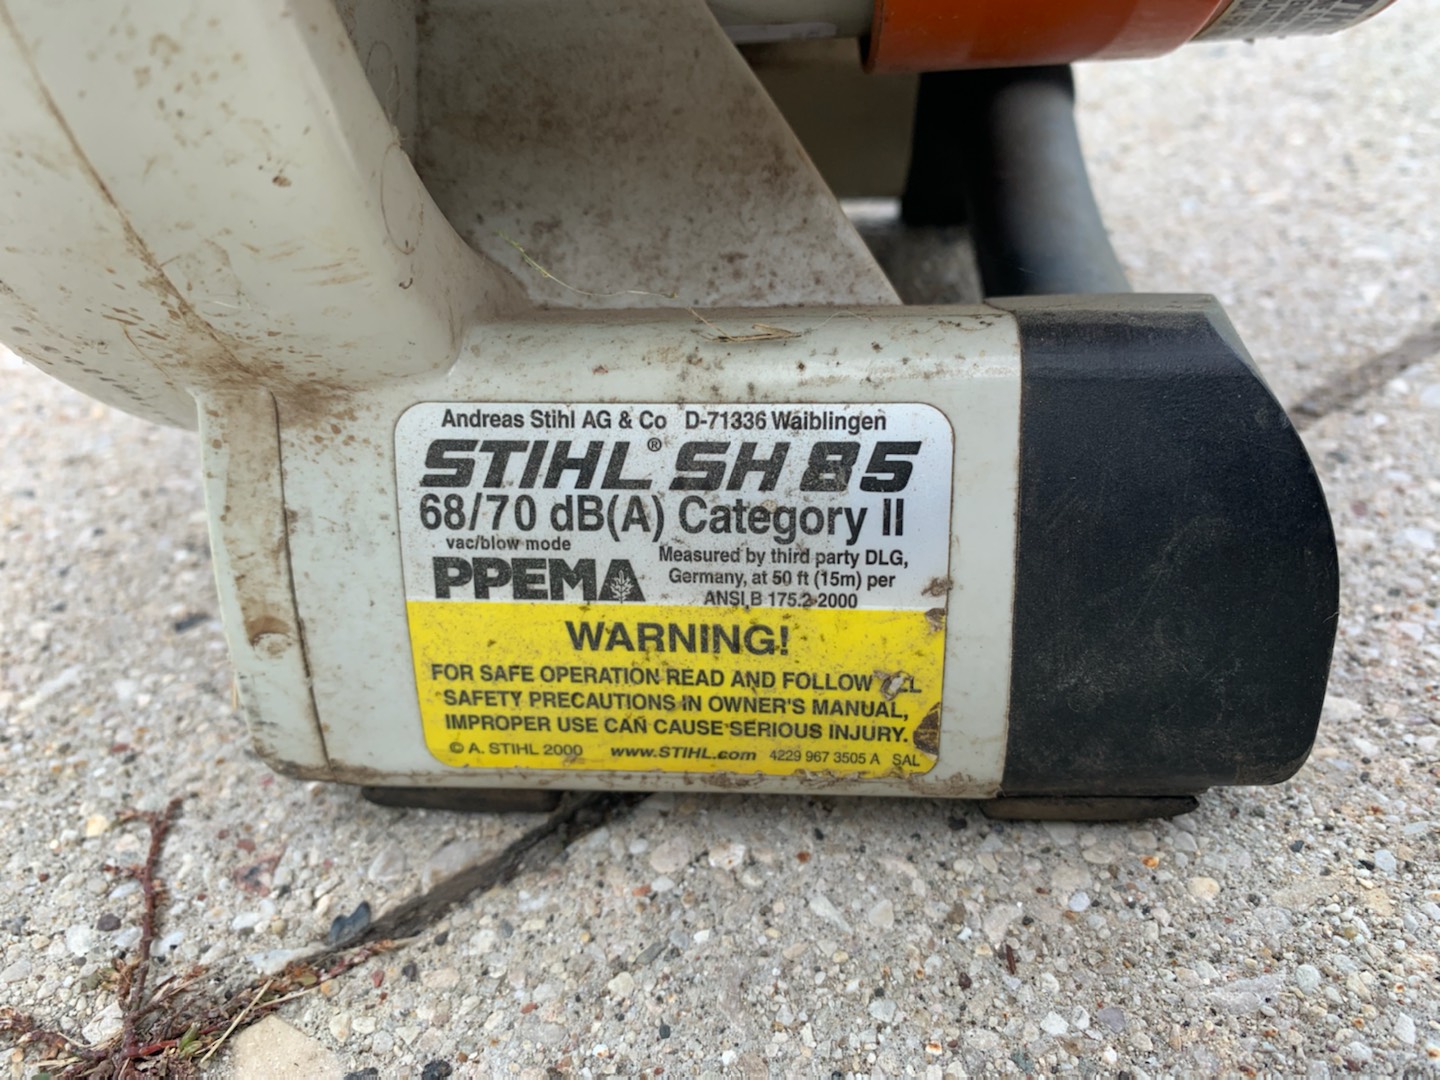 Andreas Stihl AG & Co D-71336 Waiblingen
STIHL® SH 85
68/70 dB(A) Category II
vac/blow mode
PPEMA
Measured by third party DLG,
Germany, at 50 ft (15m) per
ANSI B 175.2-2000
WARNING!
FOR SAFE OPERATION READ AND FOLLOW ALL
SAFETY PRECAUTIONS IN OWNER'S MANUAL,
IMPROPER USE CAN CAUSE SERIOUS INJURY.
© A. STIHL 2000 www.STIHL.com 4229 967 3505 A SAL